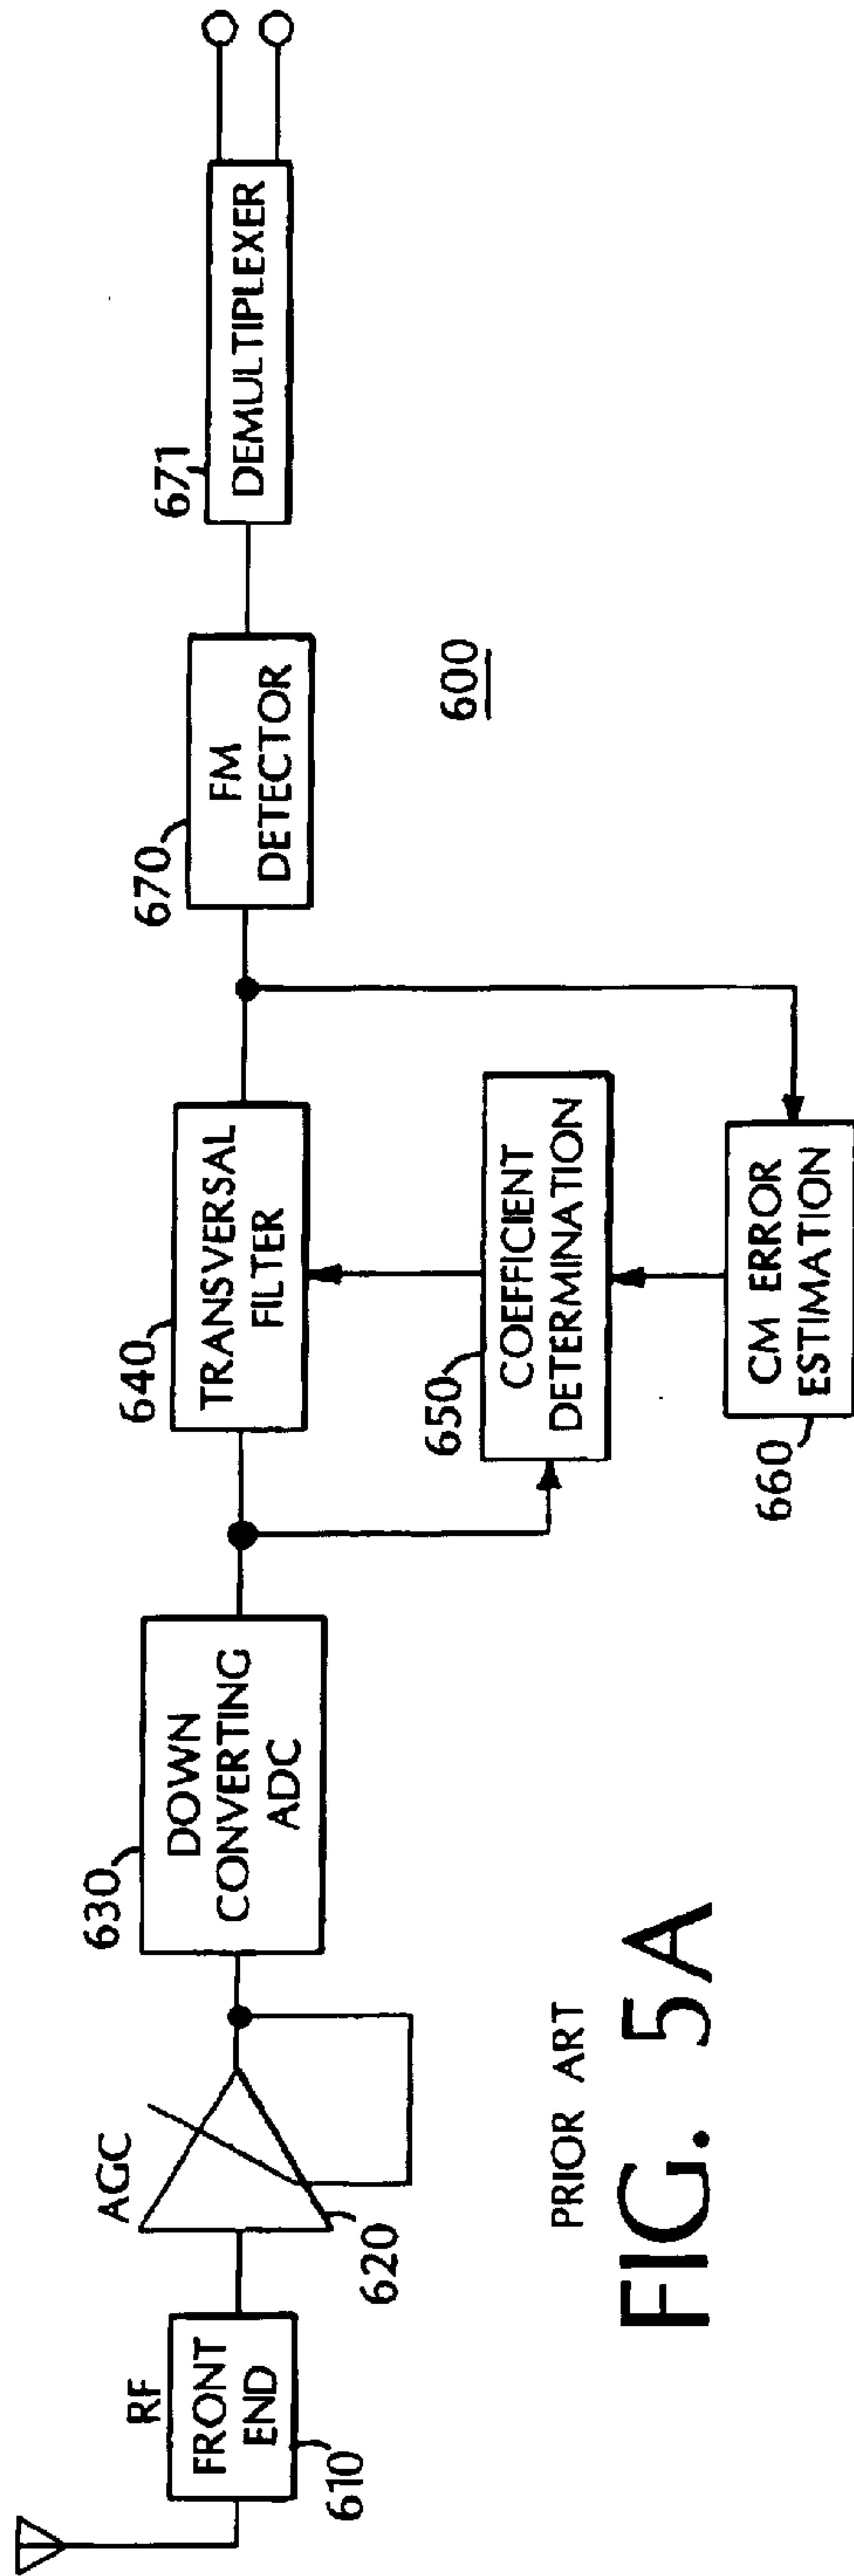 RF
FRONT
END
610
AGC
620
DOWN
CONVERTING
ADC
630
TRANSVERSAL
FILTER
640
COEFFICIENT
DETERMINATION
650
CM ERROR
ESTIMATION
660
FM
DETECTOR
670
DEMULTIPLEXER
671
600
PRIOR ART
FIG. 5A